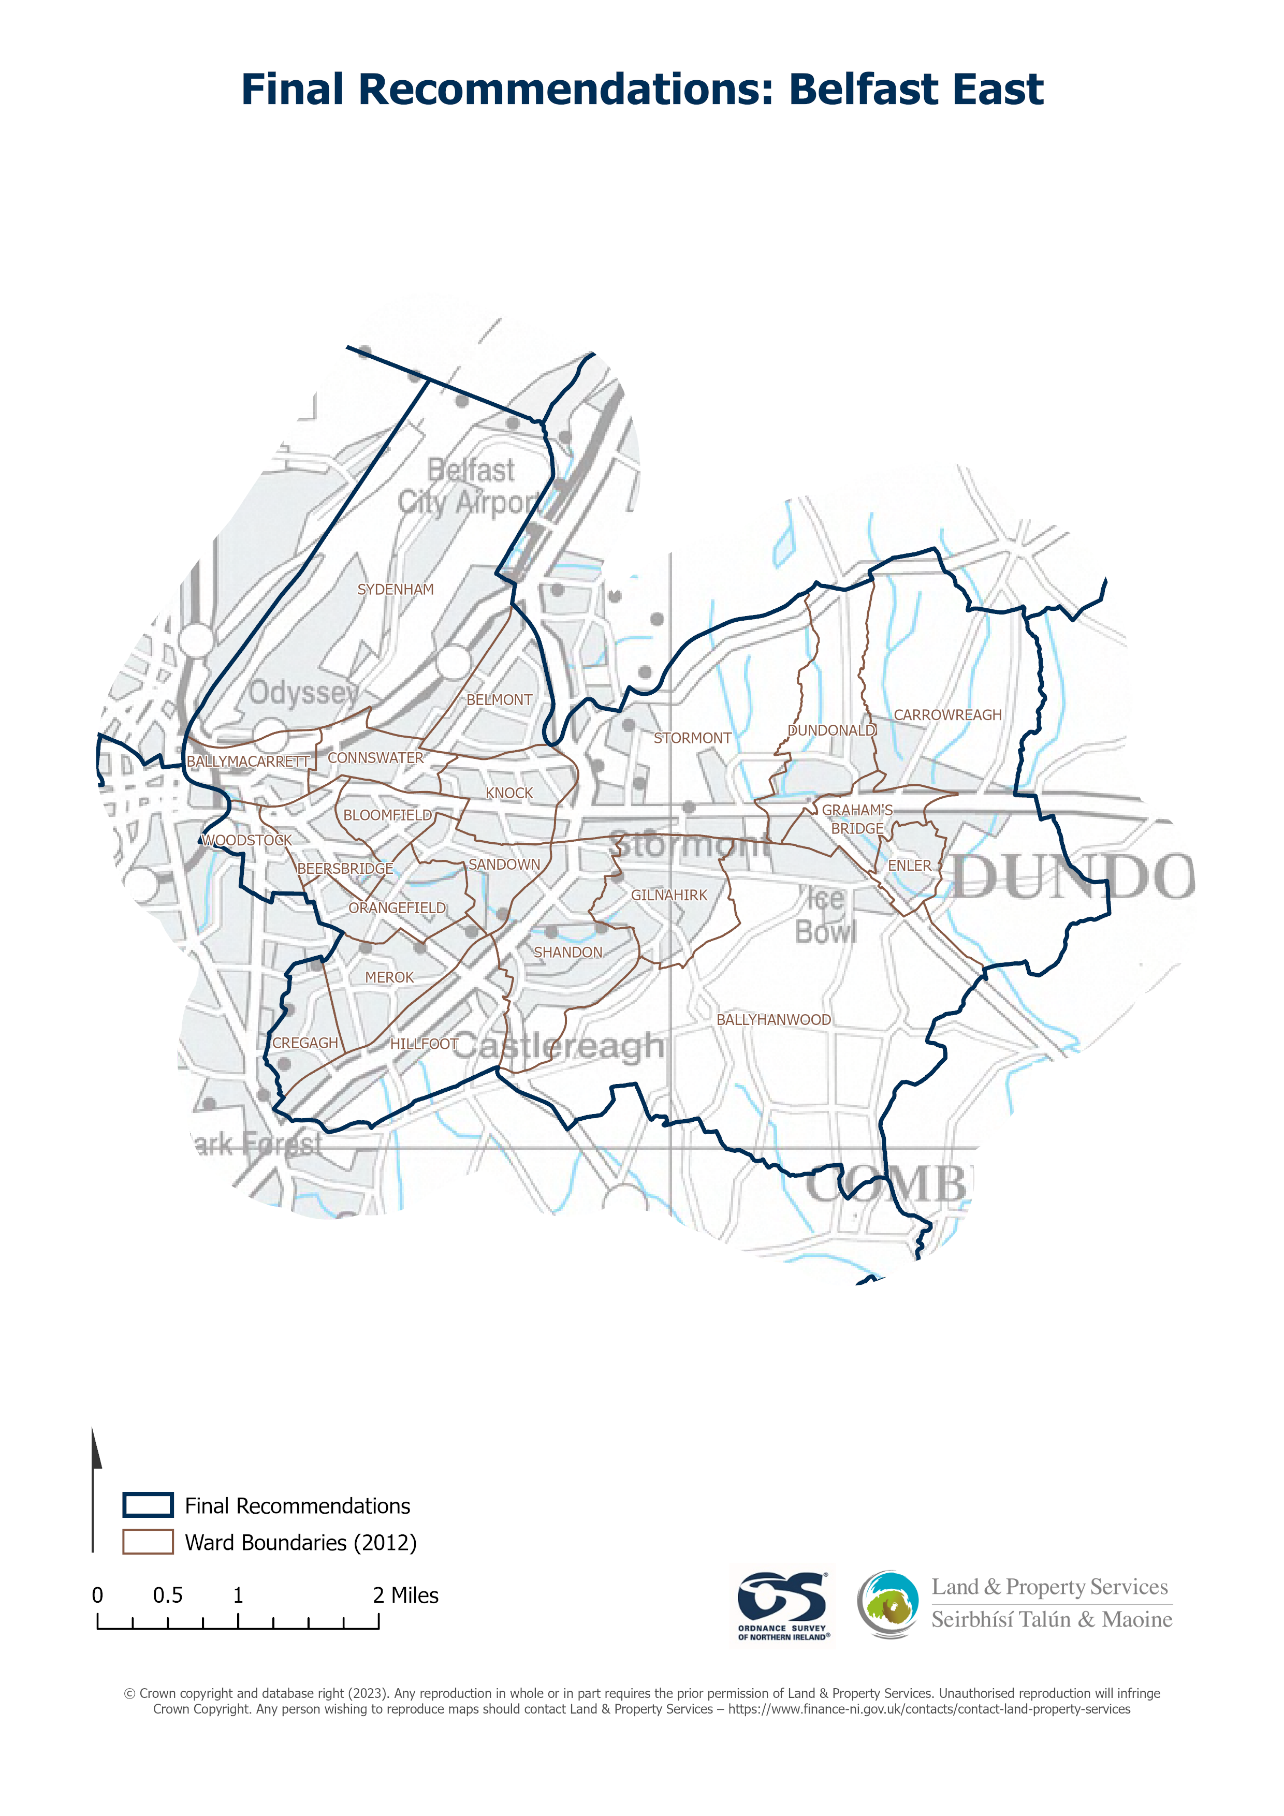 Final Recommendations: Belfast East
Belfast
City Airport
SYDENHAM
Odyssey
BELMONT
CARROWREAGH
DUNDONALD
STORMONT
BALLYMACARRETT
CONNSWATER
KNOCK
BLOOMFIELD
GRAHAM'S
BRIDGE
WOODSTOCK
Stormont
BEERSBRIDGE
SANDOWN
ENLER
DUNDO
GILNAHIRK
'Ice
Bowl
ORANGEFIELD
SHANDON
MEROK
BALLYHANWOOD
CREGAGH
HILLFOOT
Castlereagh
ark Forest
COMB
Final Recommendations
Ward Boundaries (2012)
0 0.5 1 2 Miles
ORDNANCE SURVEY
OF NORTHERN IRELAND®
Land & Property Services
Seirbhísí Talún & Maoine
© Crown copyright and database right (2023). Any reproduction in whole or in part requires the prior permission of Land & Property Services. Unauthorised reproduction will infringe
Crown Copyright. Any person wishing to reproduce maps should contact Land & Property Services – https://www.finance-ni.gov.uk/contacts/contact-land-property-services